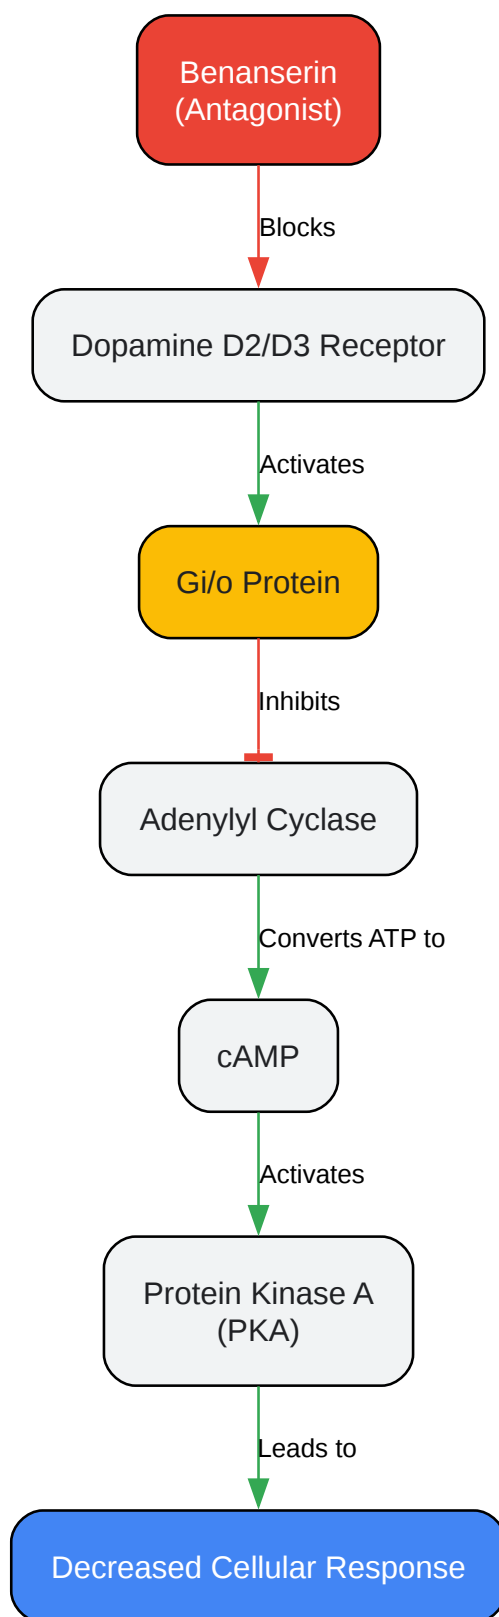 Benanserin
(Antagonist)
Blocks
Dopamine D2/D3 Receptor
Activates
Gi/o Protein
Inhibits
Adenylyl Cyclase
Converts ATP to
cAMP
Activates
Protein Kinase A
(PKA)
Leads to
Decreased Cellular Response